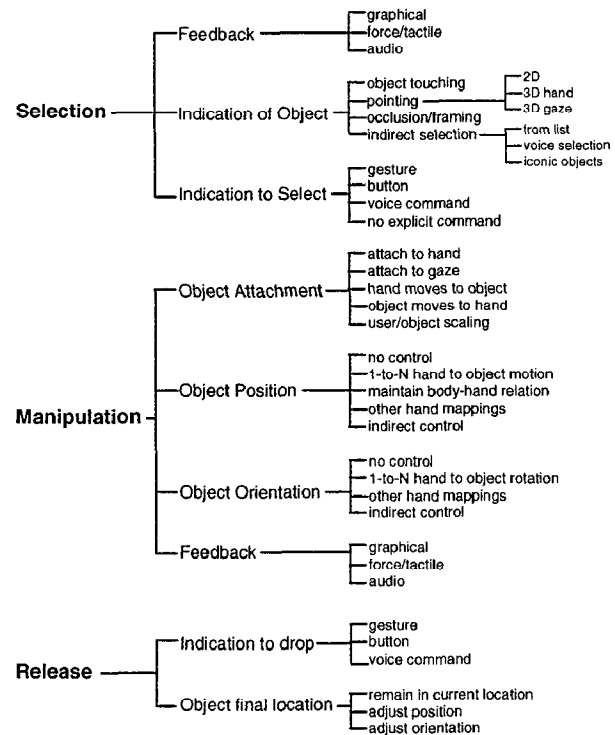 Selection
Feedback
graphical
force/tactile
audio
Indication of Object
object touching
pointing
2D
3D hand
3D gaze
occlusion/framing
indirect selection
from list
voice selection
iconic objects
Indication to Select
gesture
button
voice command
no explicit command
Manipulation
Object Attachment
attach to hand
attach to gaze
hand moves to object
object moves to hand
user/object scaling
Object Position
no control
1-to-N hand to object motion
maintain body-hand relation
other hand mappings
indirect control
Object Orientation
no control
1-to-N hand to object rotation
other hand mappings
indirect control
Feedback
graphical
force/tactile
audio
Release
Indication to drop
gesture
button
voice command
Object final location
remain in current location
adjust position
adjust orientation